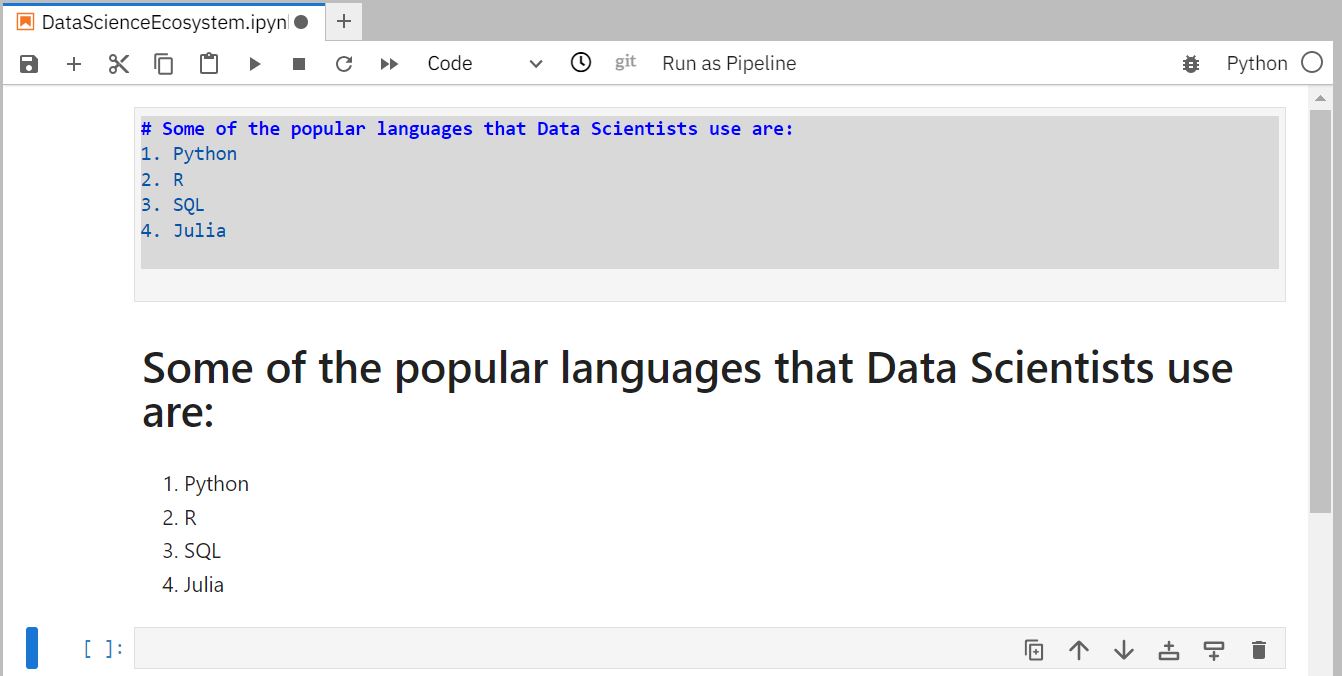 DataScienceEcosystem.ipyn
git
Code
Run as Pipeline
Python
# Some of the popular languages that Data Scientists use are:
1. Python
2. R
3. SQL
4. Julia
Some of the popular languages that Data Scientists use
are:
1. Python
2. R
3. SQL
4. Julia
[ ]: